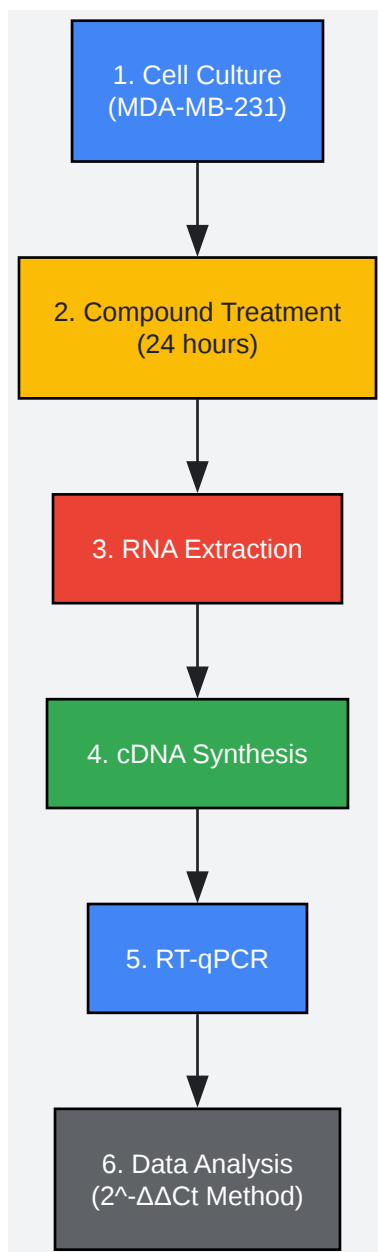 1. Cell Culture
(MDA-MB-231)
2. Compound Treatment
(24 hours)
3. RNA Extraction
4. cDNA Synthesis
5. RT-qPCR
6. Data Analysis
(2^-ΔΔCt Method)